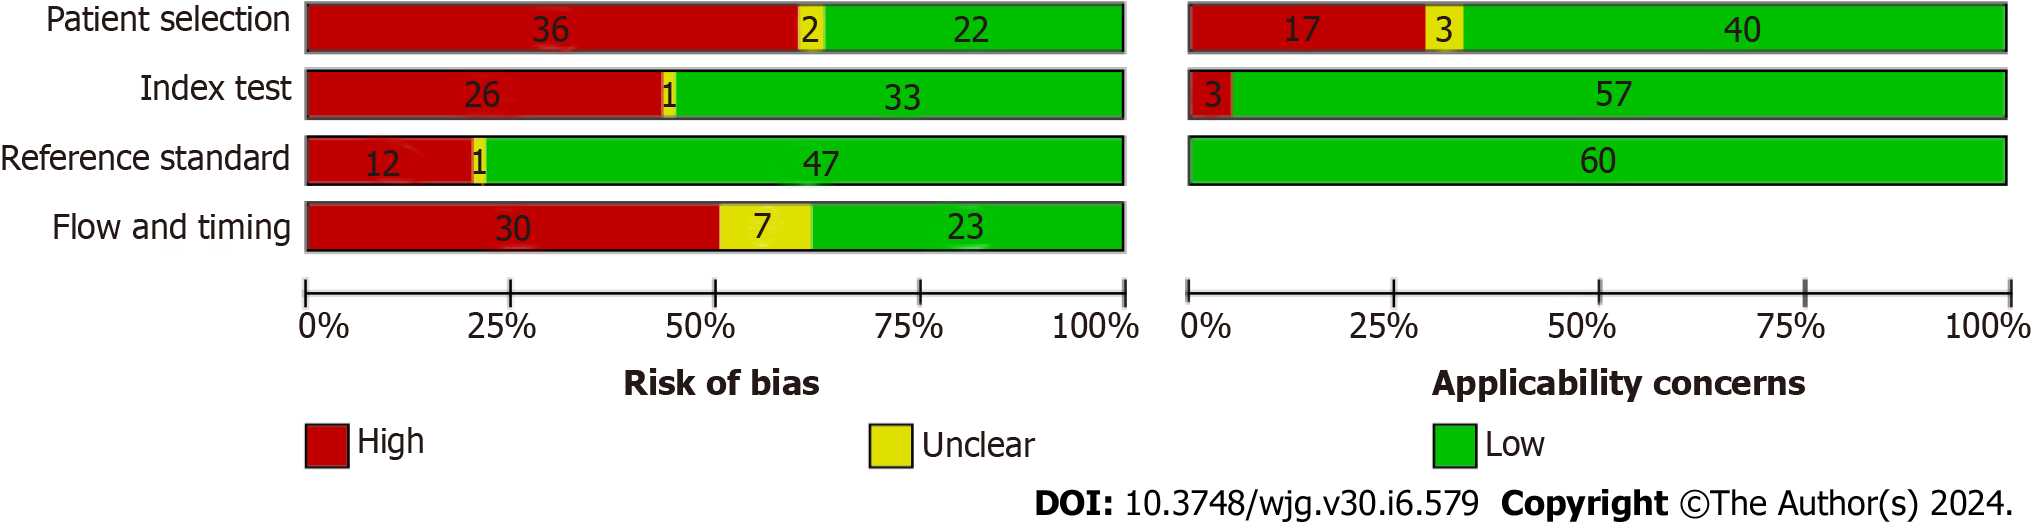 Patient selection 36 2 22 17 3 40
Index test 26 1 33 3 57
Reference standard 12 1 47 60
Flow and timing 30 7 23
0% 25% 50% 75% 100% 0% 25% 50% 75% 100%
Risk of bias Applicability concerns
High Unclear Low
DOI: 10.3748/wjg.v30.i6.579 Copyright ©The Author(s) 2024.